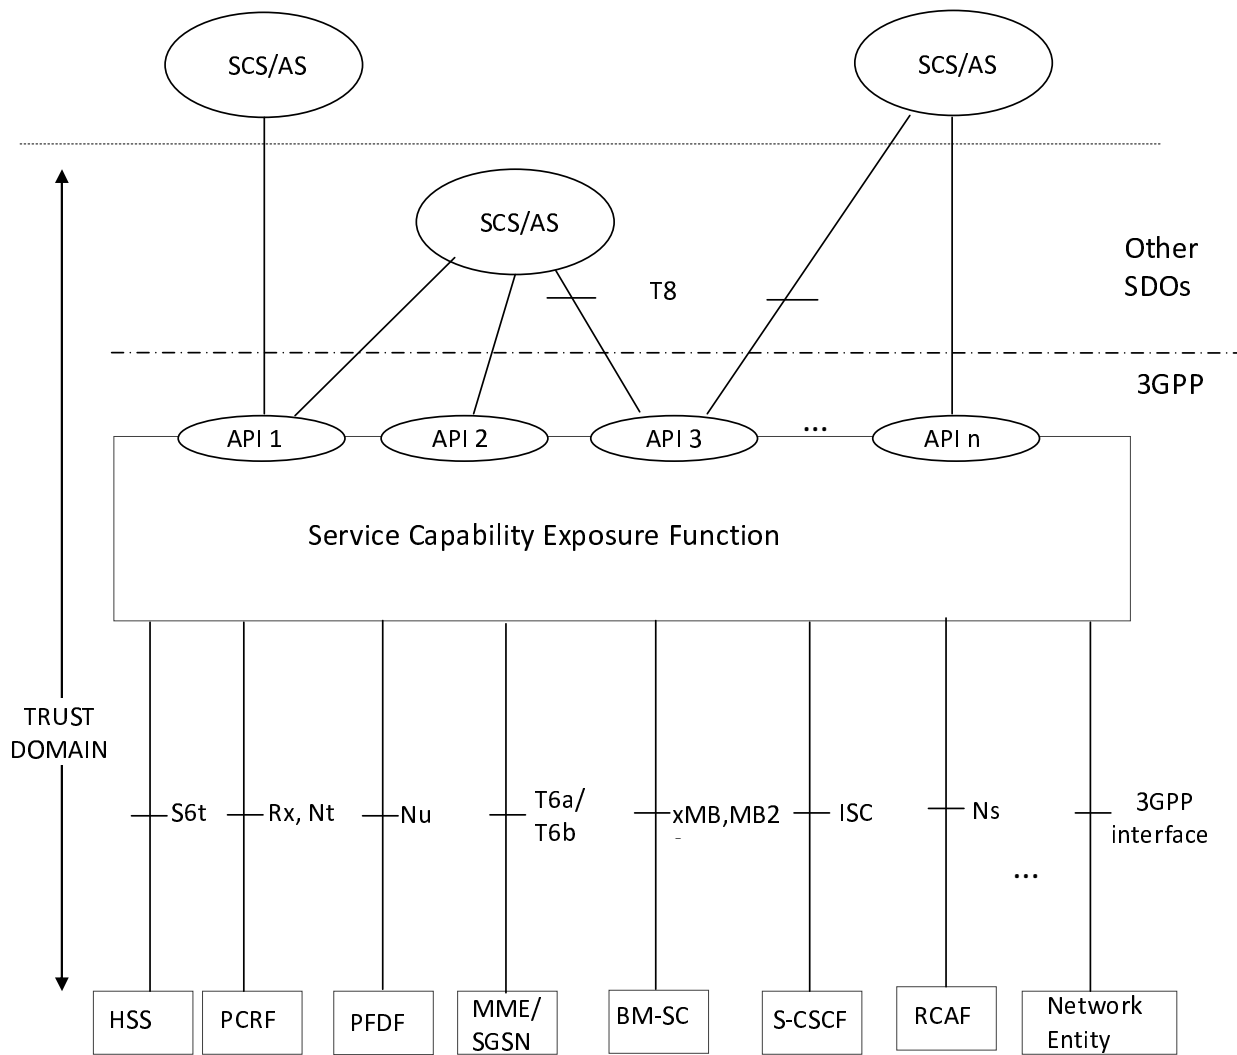 SCS/AS
SCS/AS
SCS/AS
T8
Other
SDOs
3GPP
API 1
API 2
API 3
...
API n
Service Capability Exposure Function
TRUST
DOMAIN
S6t
Rx, Nt
Nu
T6a/
T6b
xMB,MB2
ISC
Ns
...
3GPP
interface
HSS
PCRF
PFDF
MME/
SGSN
BM-SC
S-CSCF
RCAF
Network
Entity